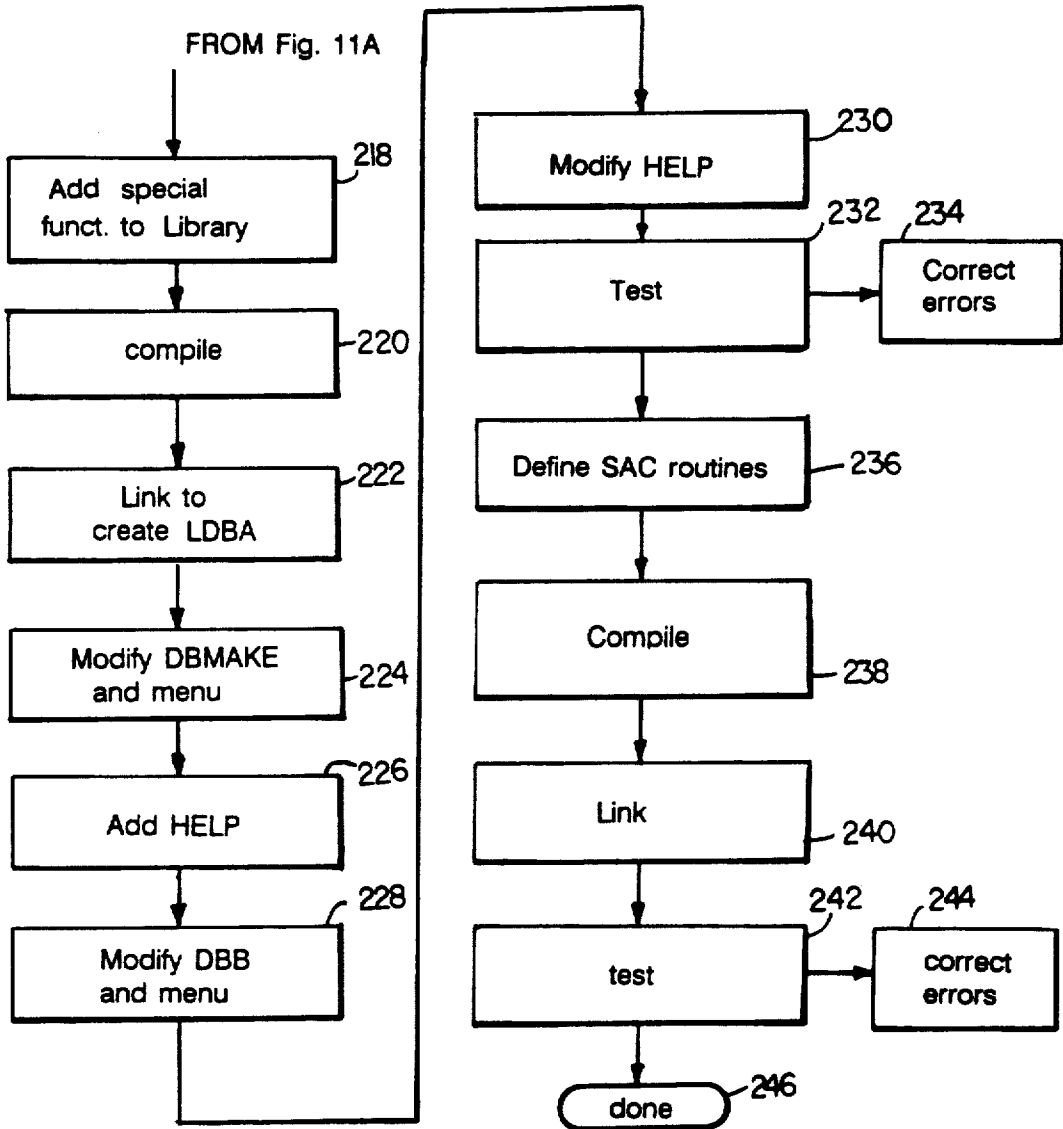 FROM Fig. 11A
218
Add special
funct. to Library
compile
220
222
Link to
create LDBA
Modify DBMAKE
and menu
224
226
Add HELP
228
Modify DBB
and menu
230
Modify HELP
232
Test
234
Correct
errors
Define SAC routines
236
Compile
238
Link
240
242
test
244
correct
errors
done
246